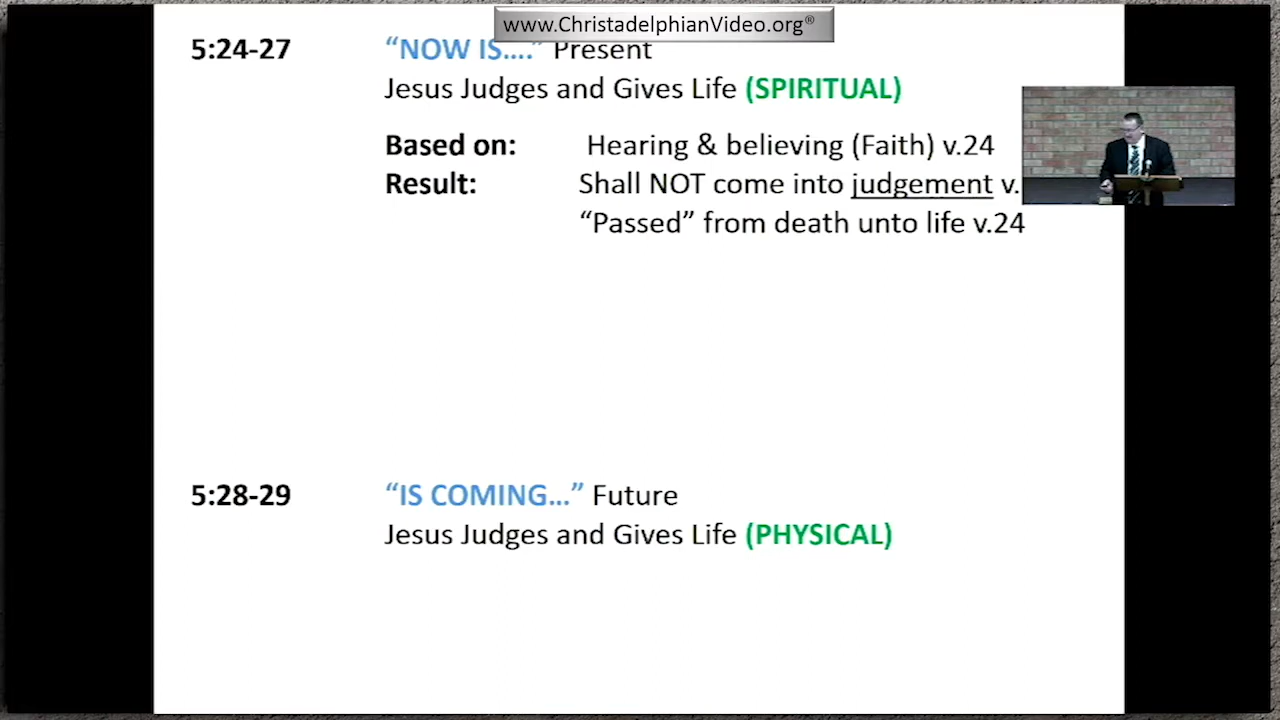 www.ChristadelphianVideo.org®
5:24-27 “NOW IS….” Present
Jesus Judges and Gives Life (SPIRITUAL)
Based on: Hearing & believing (Faith) v.24
Result: Shall NOT come into judgement v.
“Passed” from death unto life v.24
5:28-29 “IS COMING…” Future
Jesus Judges and Gives Life (PHYSICAL)